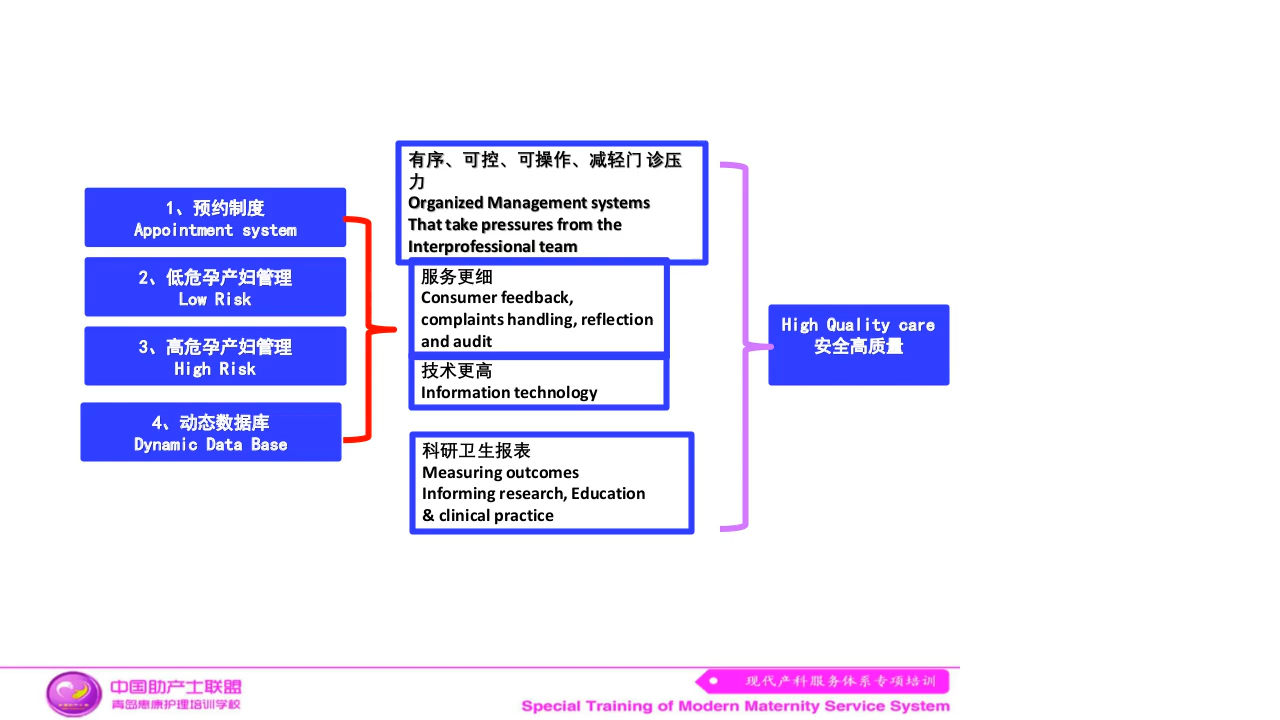 1、预约制度
Appointment system
2、低危孕产妇管理
Low Risk
3、高危孕产妇管理
High Risk
4、动态数据库
Dynamic Data Base
有序、可控、可操作、减轻门 诊压
力
Organized Management systems
That take pressures from the
Interprofessional team
服务更细
Consumer feedback,
complaints handling, reflection
and audit
技术更高
Information technology
科研卫生报表
Measuring outcomes
Informing research, Education
& clinical practice
High Quality care
安全高质量
中国助产士联盟
青岛惠康护理培训学校
现代产科服务体系专项培训
Special Training of Modern Maternity Service System